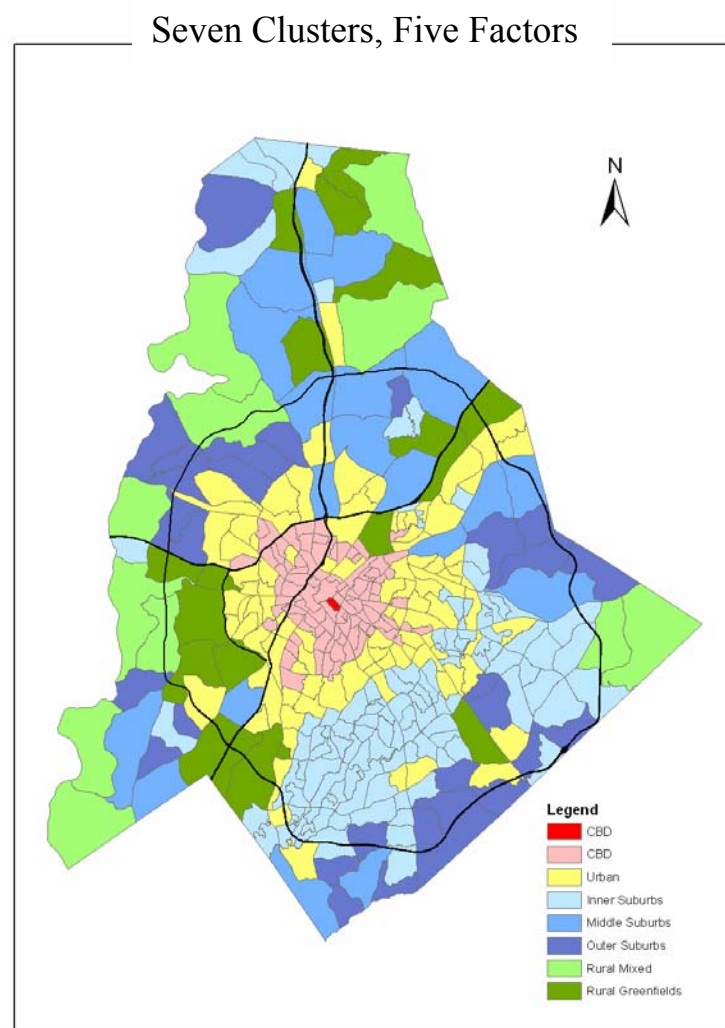 Seven Clusters, Five Factors
N
Legend
CBD
CBD
Urban
Inner Suburbs
Middle Suburbs
Outer Suburbs
Rural Mixed
Rural Greenfields